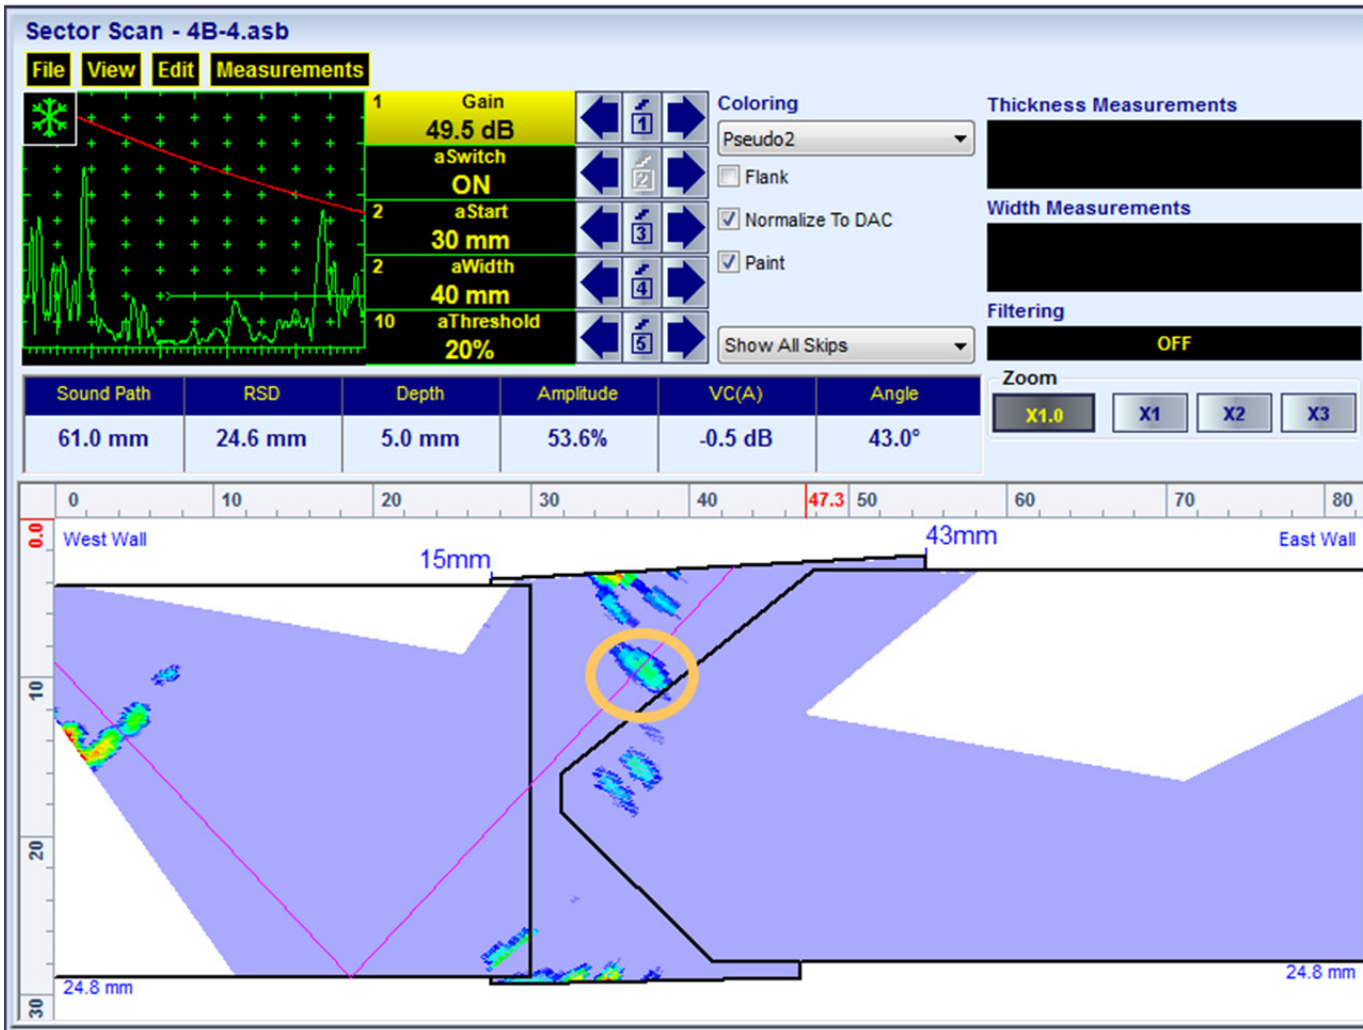 Sector Scan - 4B-4.asb
File View Edit Measurements
1 Gain
49.5 dB
1
aSwitch
ON
2
2 aStart
30 mm
3
2 aWidth
40 mm
4
10 aThreshold
20%
5
Coloring
Pseudo2
Flank
Normalize To DAC
Paint
Show All Skips
Thickness Measurements
Width Measurements
Filtering
OFF
Zoom
X1.0 X1 X2 X3
Sound Path RSD Depth Amplitude VC(A) Angle
61.0 mm 24.6 mm 5.0 mm 53.6% -0.5 dB 43.0°
0 10 20 30 40 47.3 50 60 70 80
0.0
West Wall 15mm 43mm East Wall
10
20
30
24.8 mm 24.8 mm